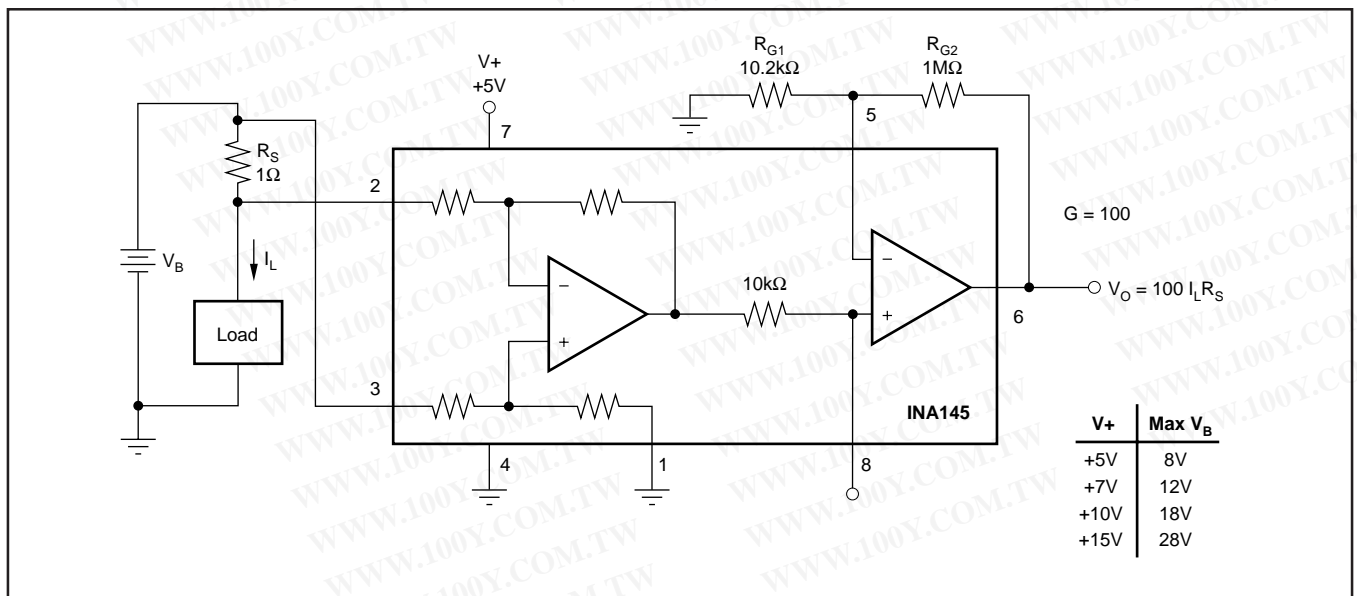 V+
+5V
7
R_G1
10.2kΩ
R_G2
1MΩ
5
R_S
1Ω
2
V_B
I_L
Load
G = 100
10kΩ
V_O = 100 I_L R_S
6
3
INA145
4
1
8
V+ Max V_B
+5V 8V
+7V 12V
+10V 18V
+15V 28V
WWW.100Y.COM.TW